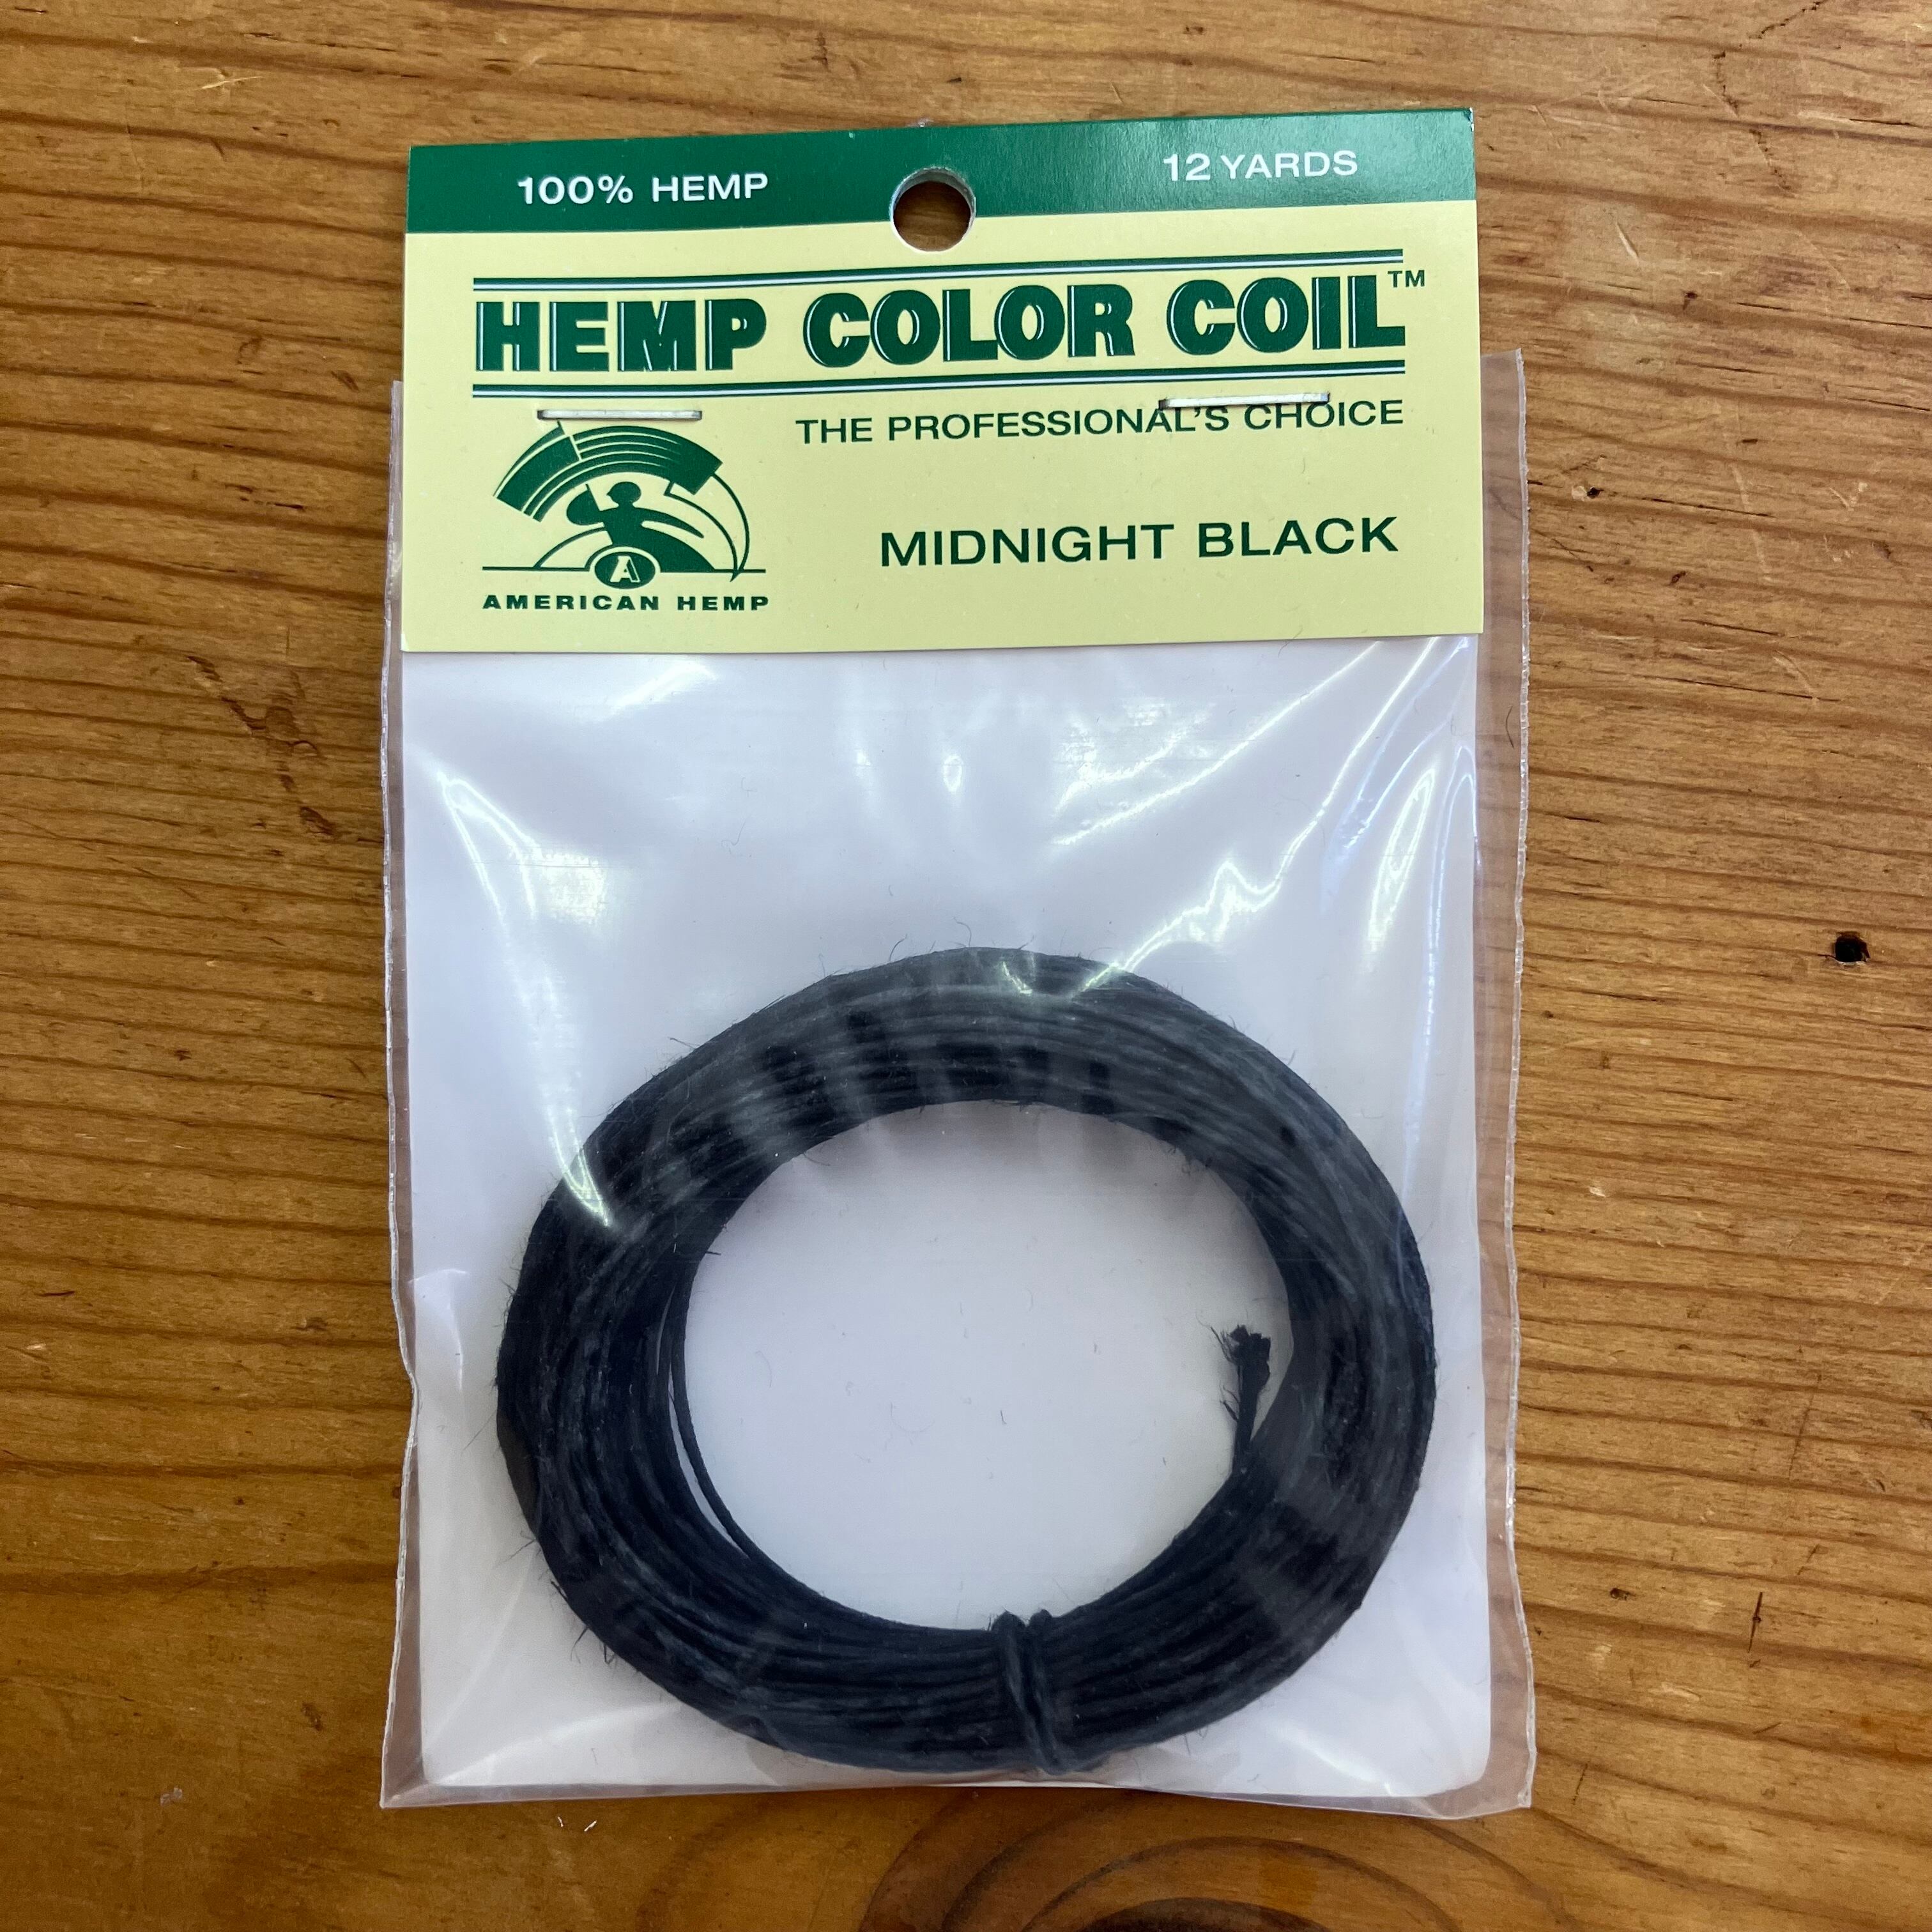 100% HEMP 12 YARDS
HEMP COLOR COIL™
THE PROFESSIONAL'S CHOICE
MIDNIGHT BLACK
A
AMERICAN HEMP